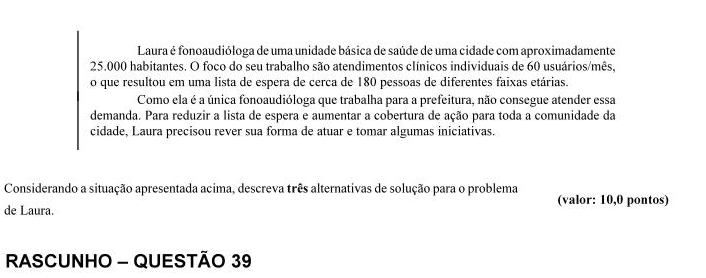 Laura é fonoaudióloga de uma unidade básica de saúde de uma cidade com aproximadamente
25.000 habitantes. O foco do seu trabalho são atendimentos clínicos individuais de 60 usuários/mês,
o que resultou em uma lista de espera de cerca de 180 pessoas de diferentes faixas etárias.
Como ela é a única fonoaudióloga que trabalha para a prefeitura, não consegue atender essa
demanda. Para reduzir a lista de espera e aumentar a cobertura de ação para toda a comunidade da
cidade, Laura precisou rever sua forma de atuar e tomar algumas iniciativas.
Considerando a situação apresentada acima, descreva três alternativas de solução para o problema
de Laura.
(valor: 10,0 pontos)
RASCUNHO – QUESTÃO 39